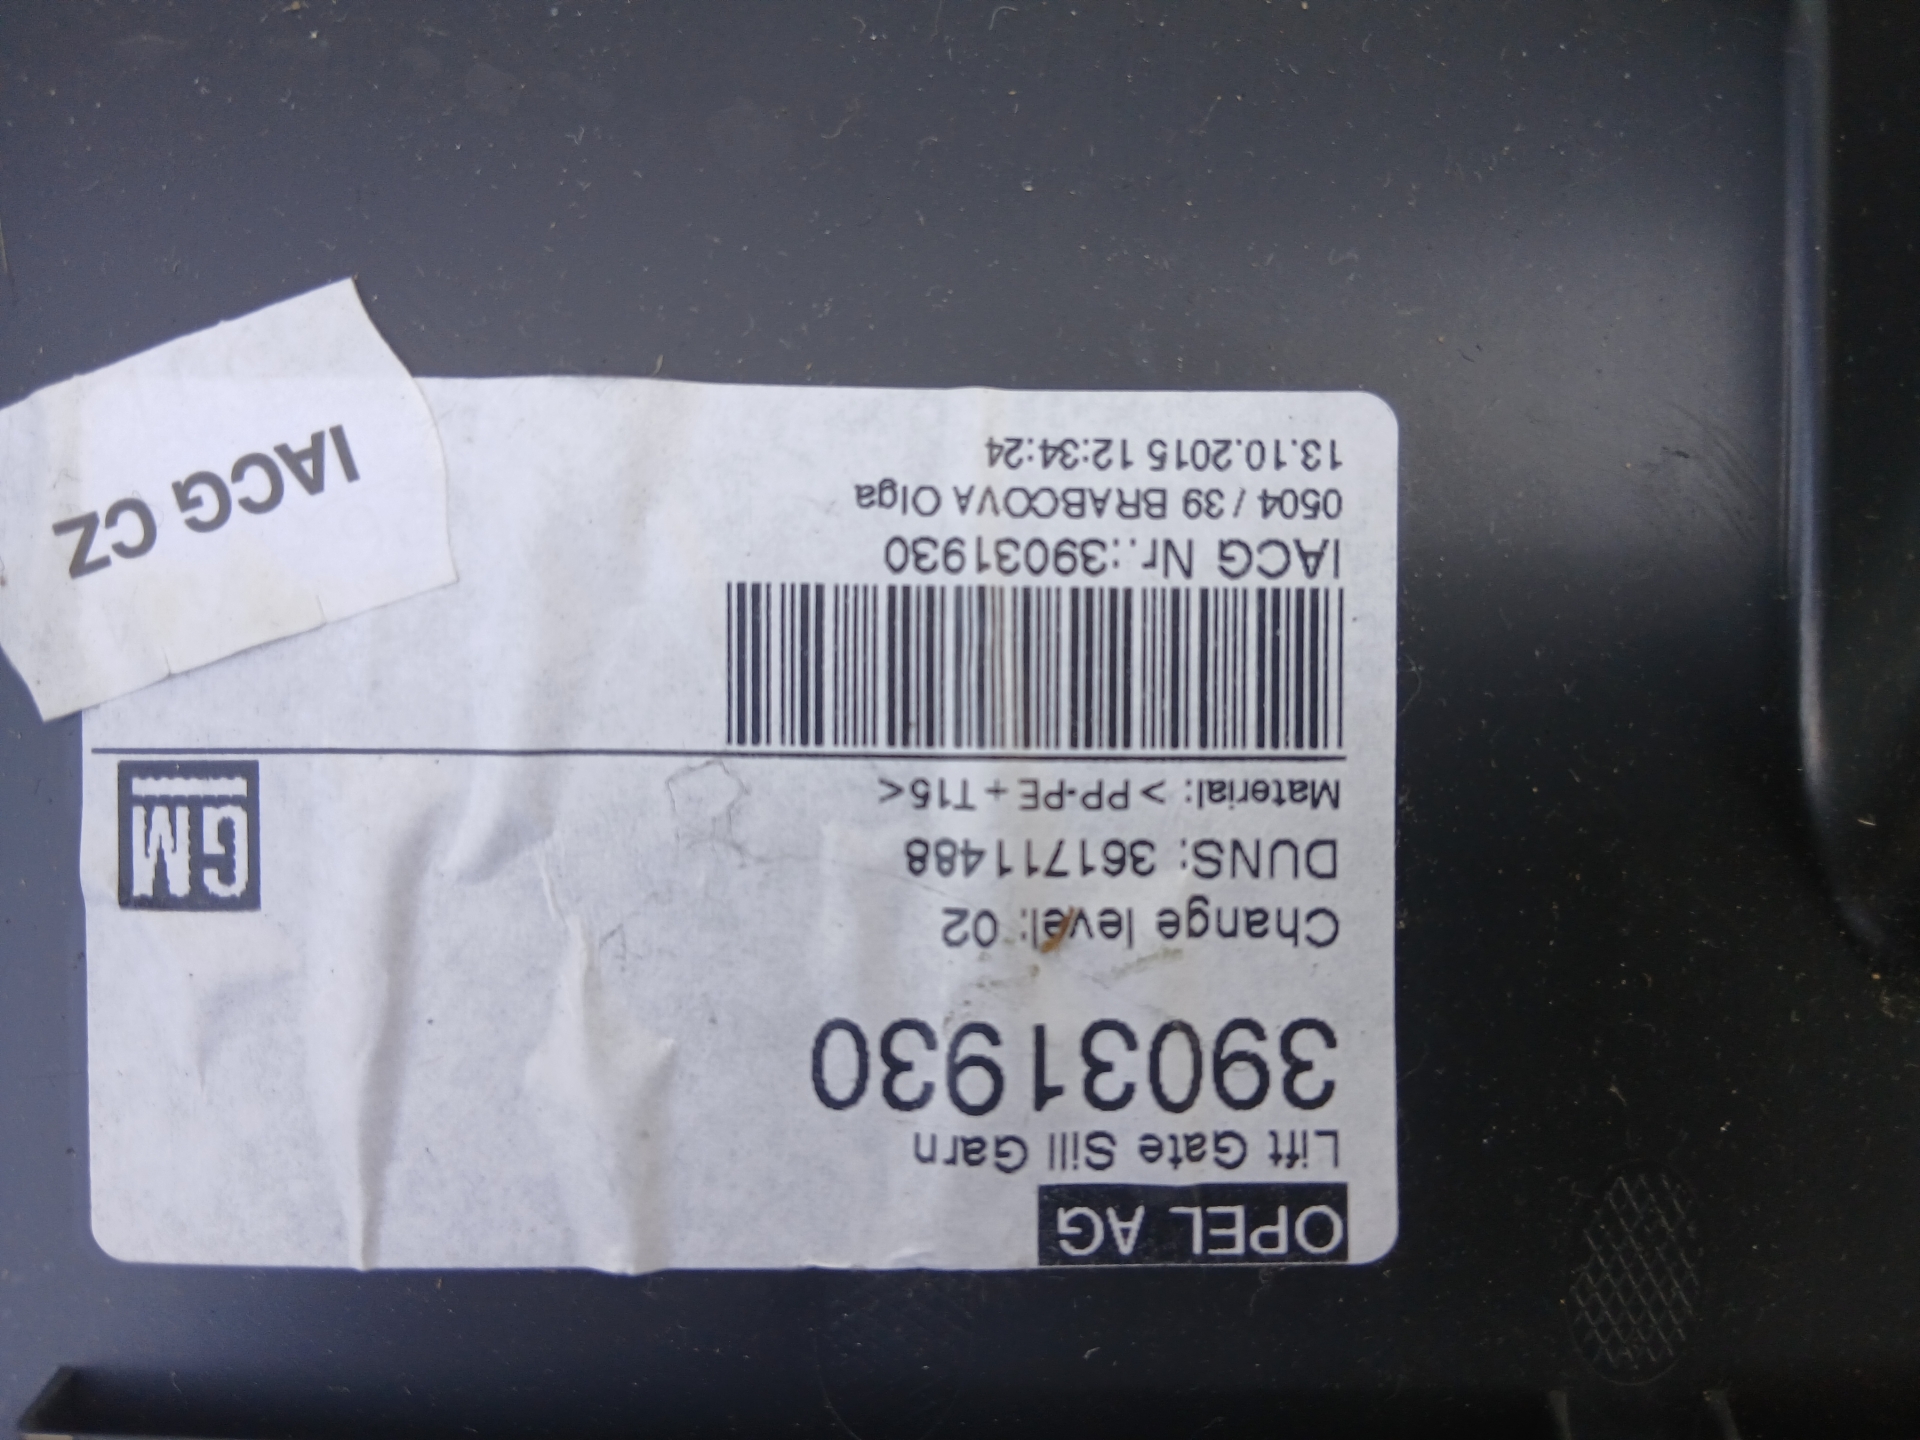 OPEL AG
Lift Gate Sill Garn
39031930
Change level: 02
DUNS: 361711488
Material: > PP-PE + T15<
GM
IACG Nr.:39031930
0504 / 39 BRABCOVA Olga
13.10.2015 12:34:24
IACG CZ